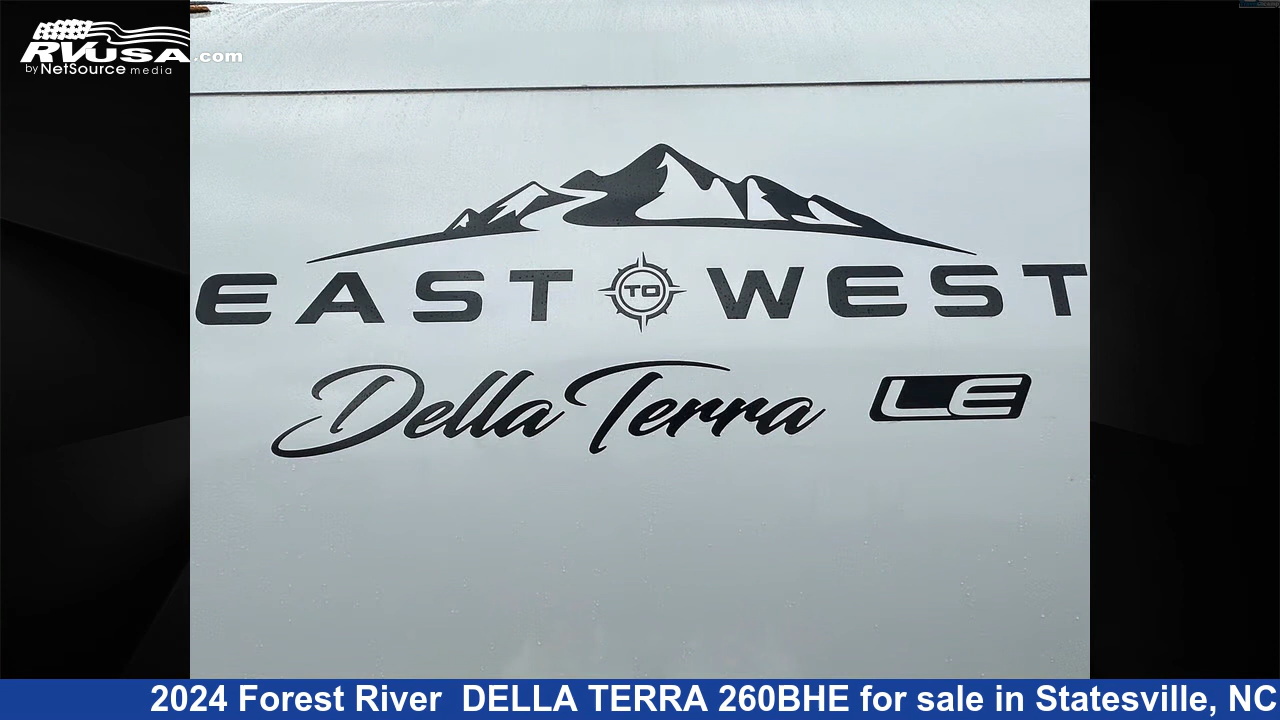 RVUSA.com
by NetSource media
EAST TO WEST
Della Terra LE
2024 Forest River  DELLA TERRA 260BHE for sale in Statesville, NC